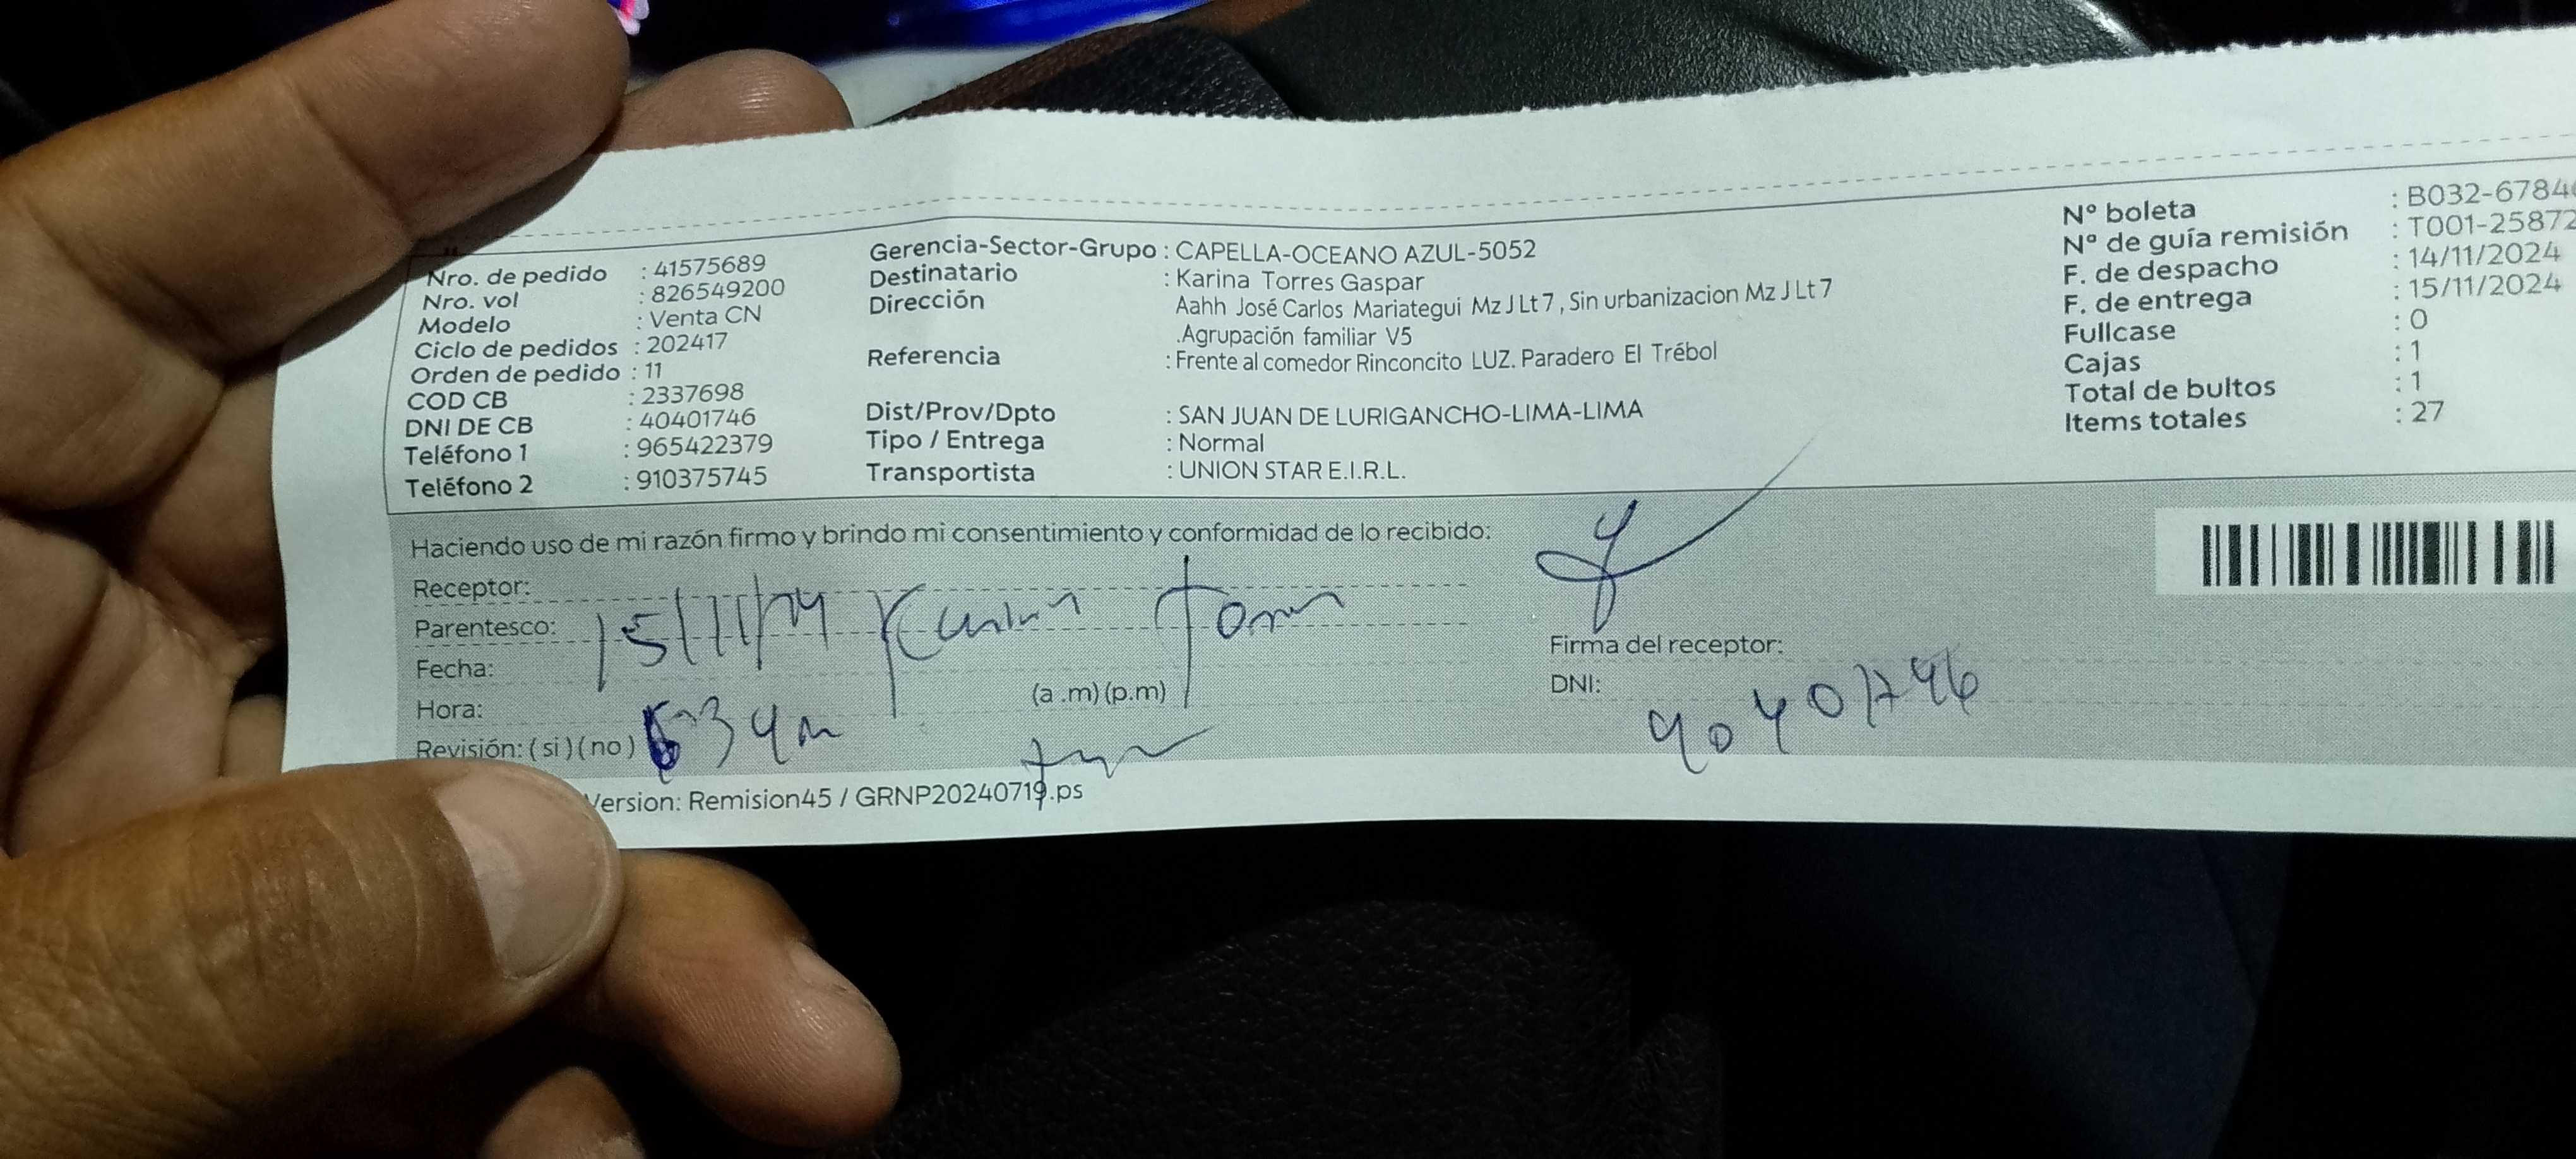 Nro. de pedido : 41575689
Nro. vol : 826549200
Modelo : Venta CN
Ciclo de pedidos : 202417
Orden de pedido : 11
COD CB : 2337698
DNI DE CB : 40401746
Teléfono 1 : 965422379
Teléfono 2 : 910375745
Gerencia-Sector-Grupo : CAPELLA-OCEANO AZUL-5052
Destinatario : Karina Torres Gaspar
Dirección Aahh José Carlos Mariategui Mz J Lt 7 , Sin urbanizacion Mz J Lt 7
.Agrupación familiar V5
Referencia : Frente al comedor Rinconcito LUZ. Paradero El Trébol
Dist/Prov/Dpto : SAN JUAN DE LURIGANCHO-LIMA-LIMA
Tipo / Entrega : Normal
Transportista : UNION STAR E.I.R.L.
Nº boleta : B032-6784
Nº de guía remisión : T001-25872
F. de despacho : 14/11/2024
F. de entrega : 15/11/2024
Fullcase : 0
Cajas : 1
Total de bultos : 1
Items totales : 27
Haciendo uso de mi razón firmo y brindo mi consentimiento y conformidad de lo recibido:
Receptor:
Parentesco: 15/11/24
Fecha:
Hora: (a .m) (p.m)
Revisión: ( si ) ( no )
Firma del receptor:
DNI: 40401746
Version: Remision45 / GRNP20240719.ps